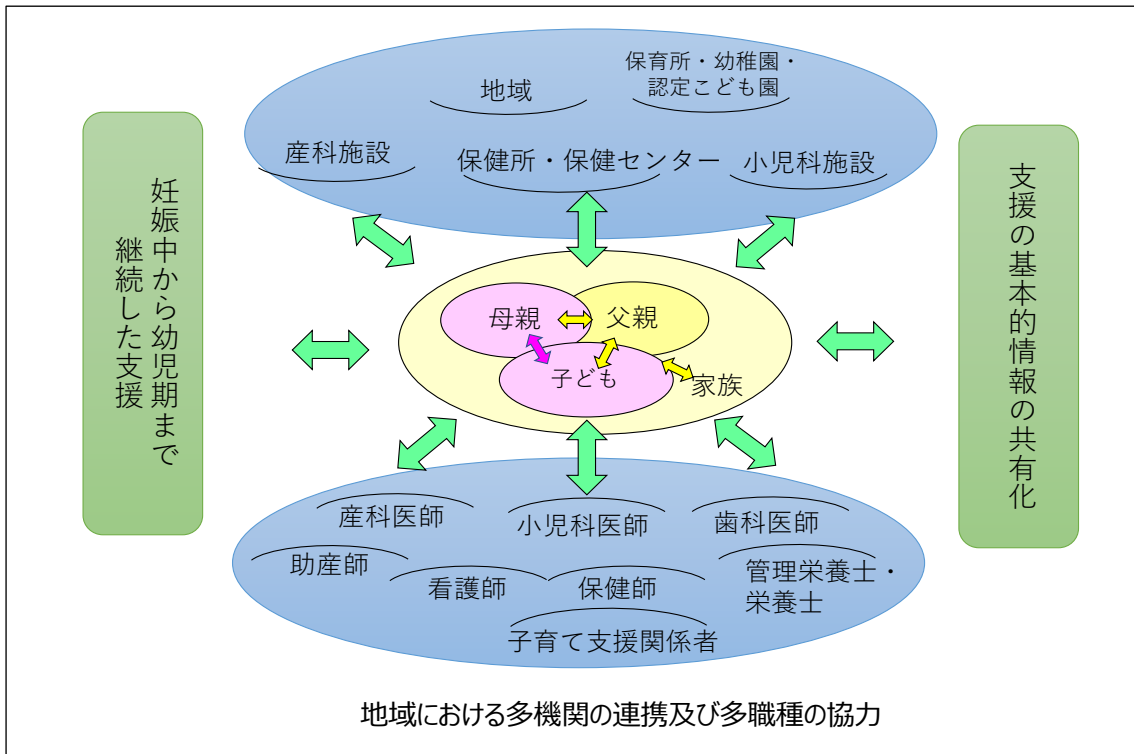 地域
保育所・幼稚園・
認定こども園
産科施設
保健所・保健センター
小児科施設
妊娠中から幼児期まで
継続した支援
母親
父親
子ども
家族
支援の基本的情報の共有化
産科医師
小児科医師
歯科医師
助産師
看護師
保健師
管理栄養士・
栄養士
子育て支援関係者
地域における多機関の連携及び多職種の協力